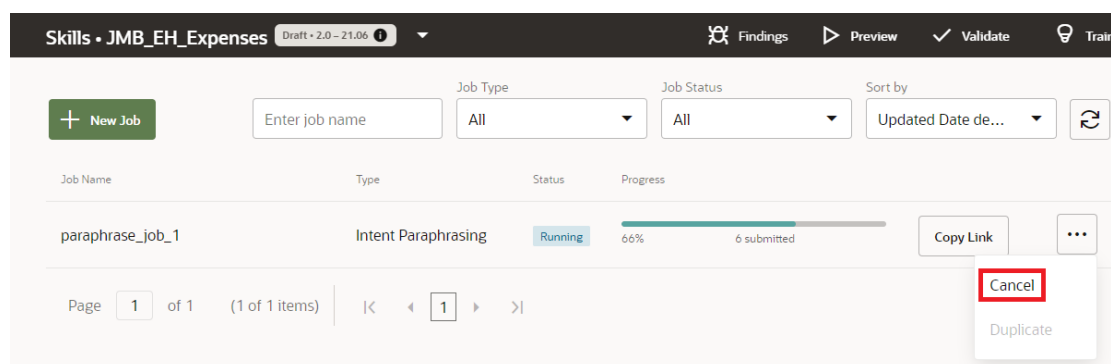 Skills • JMB_EH_Expenses Draft • 2.0 – 21.06 Findings Preview Validate Train
Job Type Job Status Sort by
New Job Enter job name All All Updated Date de...
Job Name Type Status Progress
paraphrase_job_1 Intent Paraphrasing Running 66% 6 submitted Copy Link ...
Cancel
Page 1 of 1 (1 of 1 items) 1
Duplicate